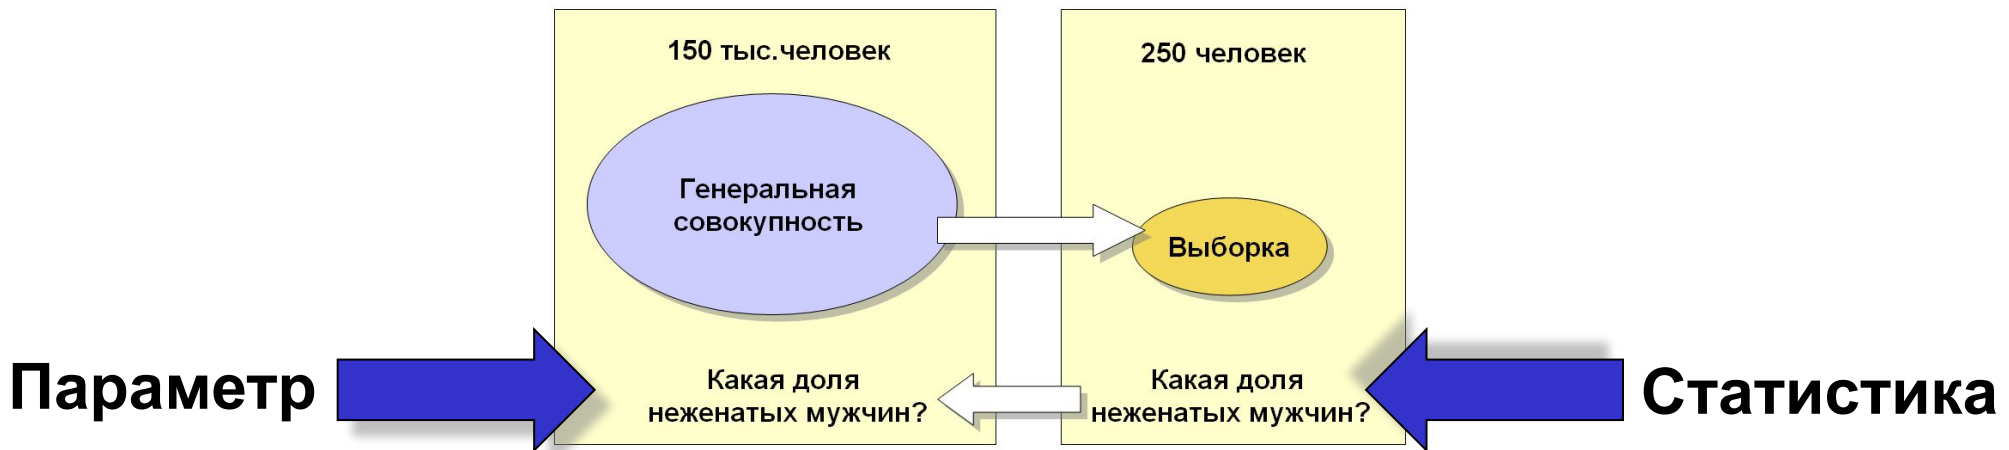 150 тыс.человек
250 человек
Генеральная
совокупность
Выборка
Параметр
Какая доля
неженатых мужчин?
Какая доля
неженатых мужчин?
Статистика